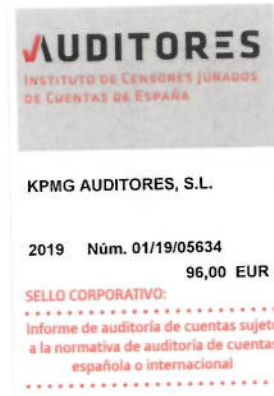 AUDITORES
INSTITUTO DE CENSORES JURADOS
DE CUENTAS DE ESPAÑA
KPMG AUDITORES, S.L.
2019 Núm. 01/19/05634
96,00 EUR
SELLO CORPORATIVO:
Informe de auditoría de cuentas sujeto
a la normativa de auditoría de cuentas
española o internacional